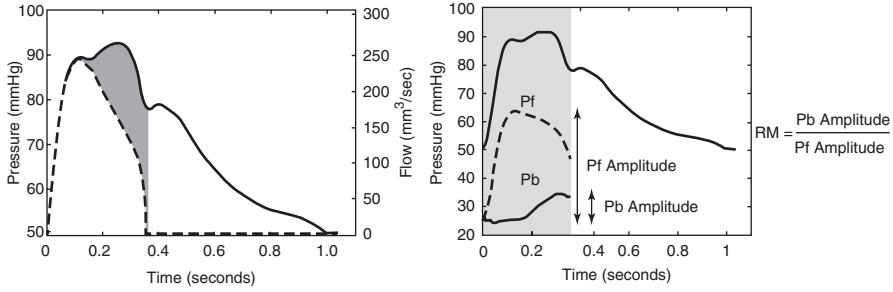 100
90
80
70
60
50
Pressure (mmHg)
300
250
200
150
100
50
0
Flow (mm³/sec)
0 0.2 0.4 0.6 0.8 1.0
Time (seconds)
100
90
80
70
60
50
40
30
20
Pressure (mmHg)
Pf
Pb
Pf Amplitude
Pb Amplitude
0 0.2 0.4 0.6 0.8 1.0
Time (seconds)
RM = Pb Amplitude
Pf Amplitude